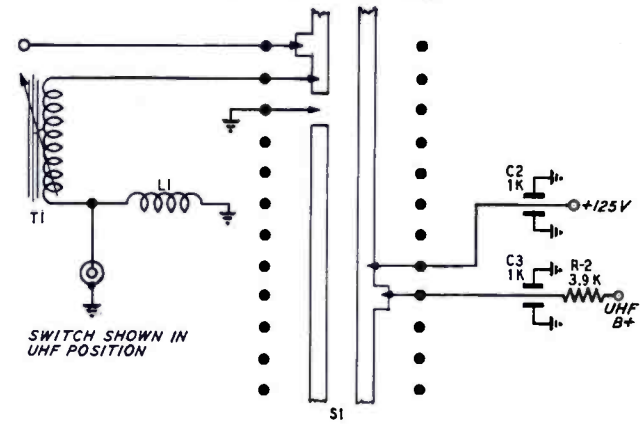 C2
1K
+125V
L1
T1
C3
1K
R-2
3.9K
UHF
B+
SWITCH SHOWN IN
UHF POSITION
S1